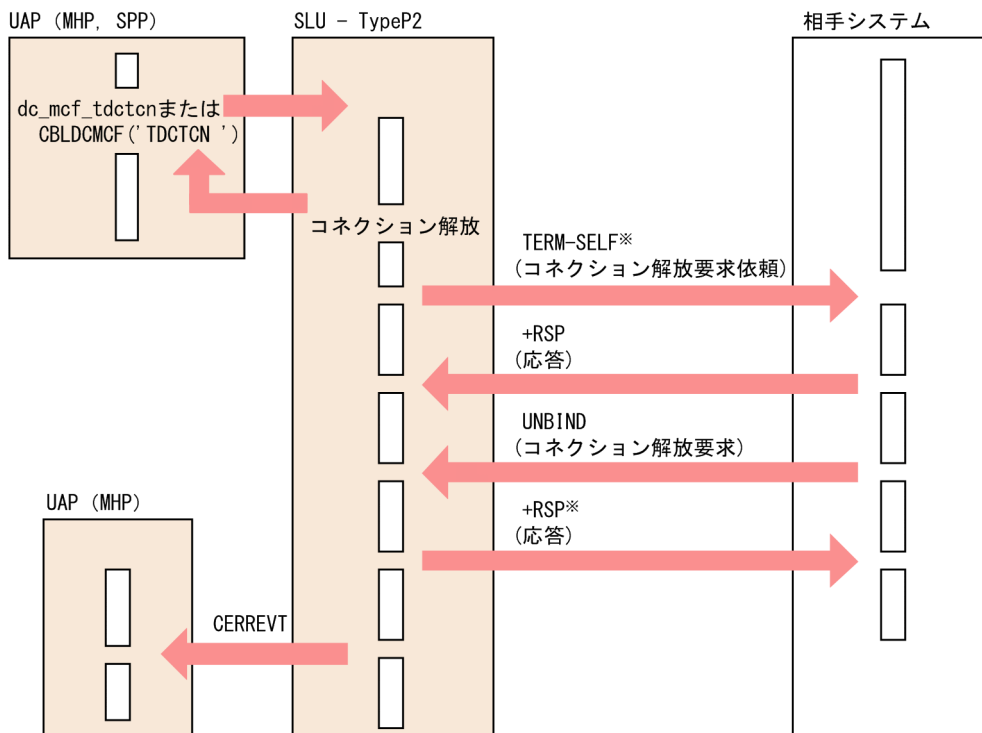 UAP (MHP, SPP)
SLU - TypeP2
相手システム
dc_mcf_tdctcnまたは
CBLDCMCF('TDCTCN ')
コネクション解放
TERM-SELF※
(コネクション解放要求依頼)
+RSP
(応答)
UNBIND
(コネクション解放要求)
+RSP※
(応答)
UAP (MHP)
CERREVT